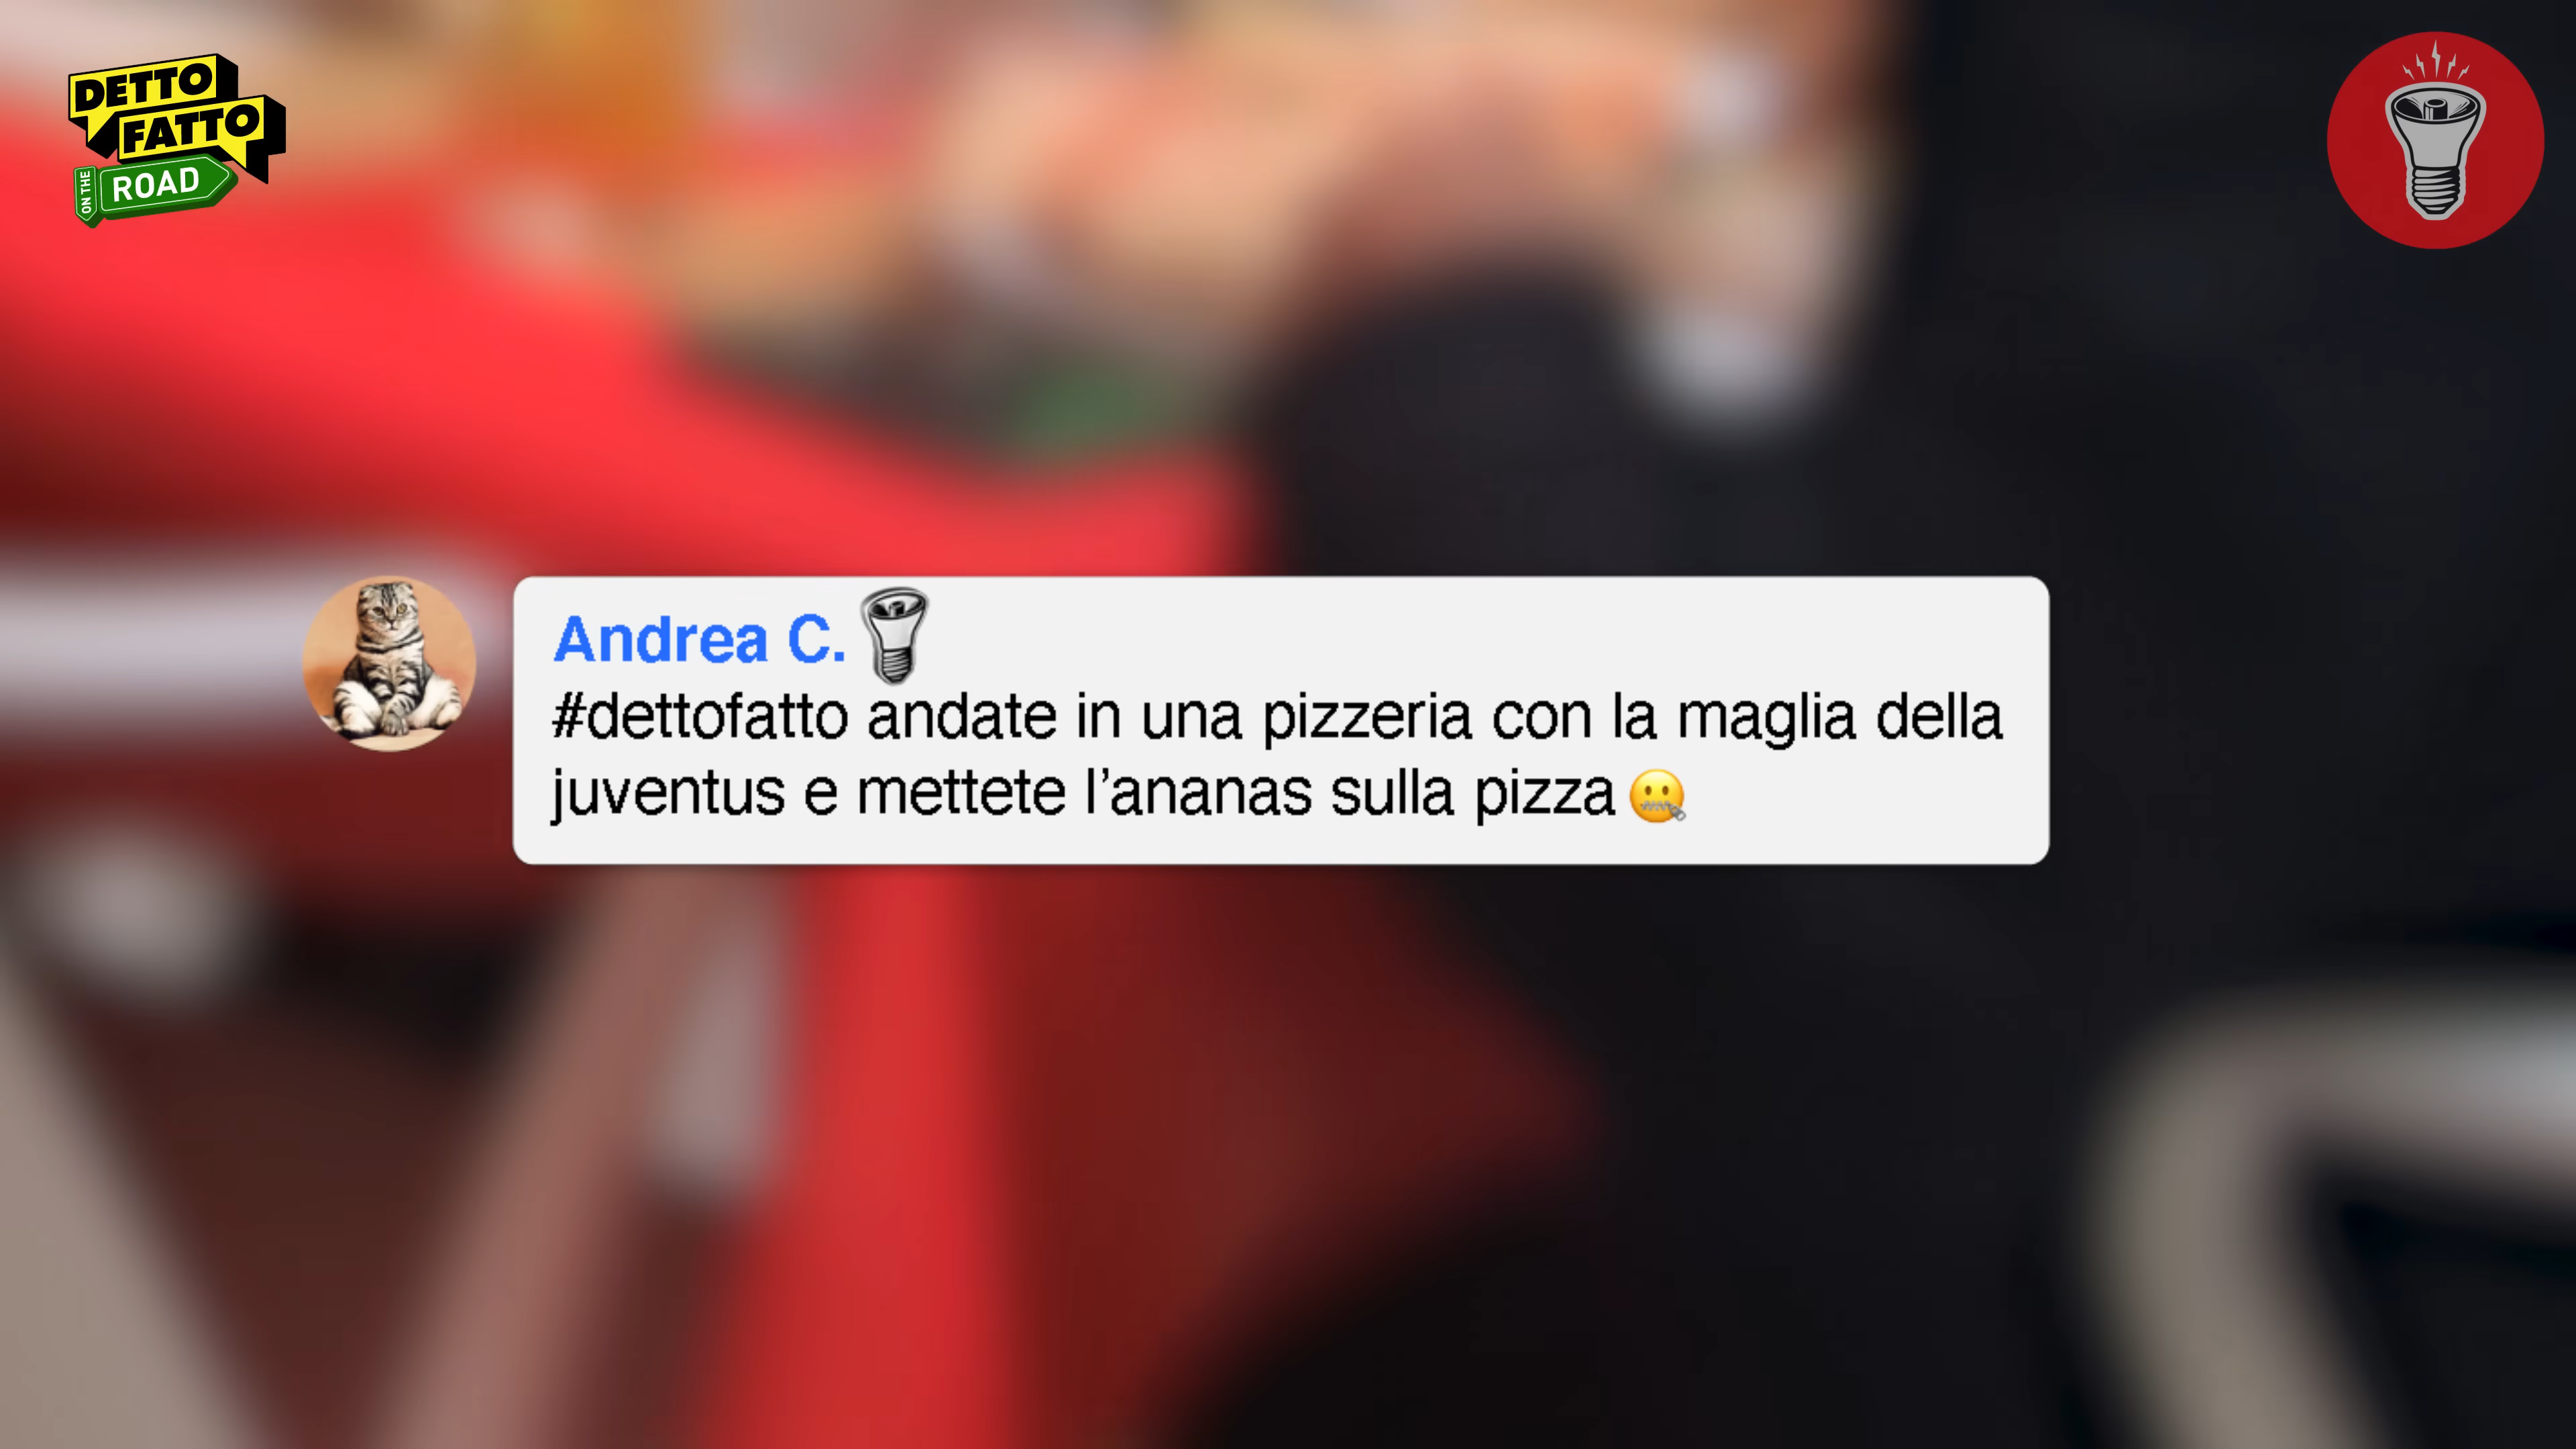 DETTO
FATTO
ON THE
ROAD
Andrea C.
#dettofatto andate in una pizzeria con la maglia della
juventus e mettete l'ananas sulla pizza🤐